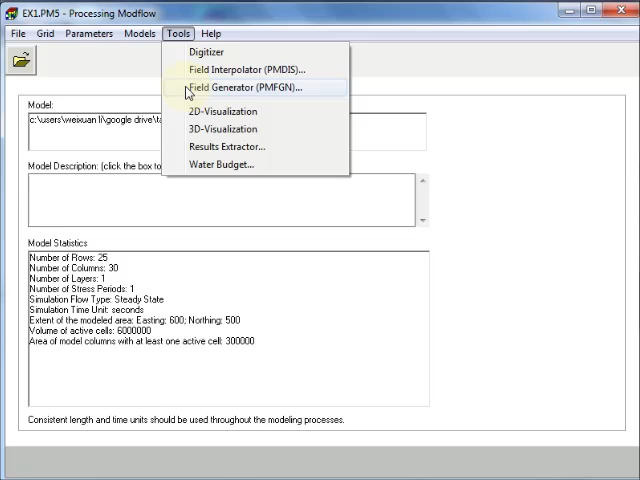 EX1.PM5 - Processing Modflow
File Grid Parameters Models Tools Help
Digitizer
Field Interpolator (PMDIS)...
Field Generator (PMFGN)...
2D-Visualization
3D-Visualization
Results Extractor...
Water Budget...
Model:
c:\users\weixuan li\google drive\ta
Model Description: (click the box to
Model Statistics
Number of Rows: 25
Number of Columns: 30
Number of Layers: 1
Number of Stress Periods: 1
Simulation Flow Type: Steady State
Simulation Time Unit: seconds
Extent of the modeled area: Easting: 600; Northing: 500
Volume of active cells: 6000000
Area of model columns with at least one active cell: 300000
Consistent length and time units should be used throughout the modeling processes.